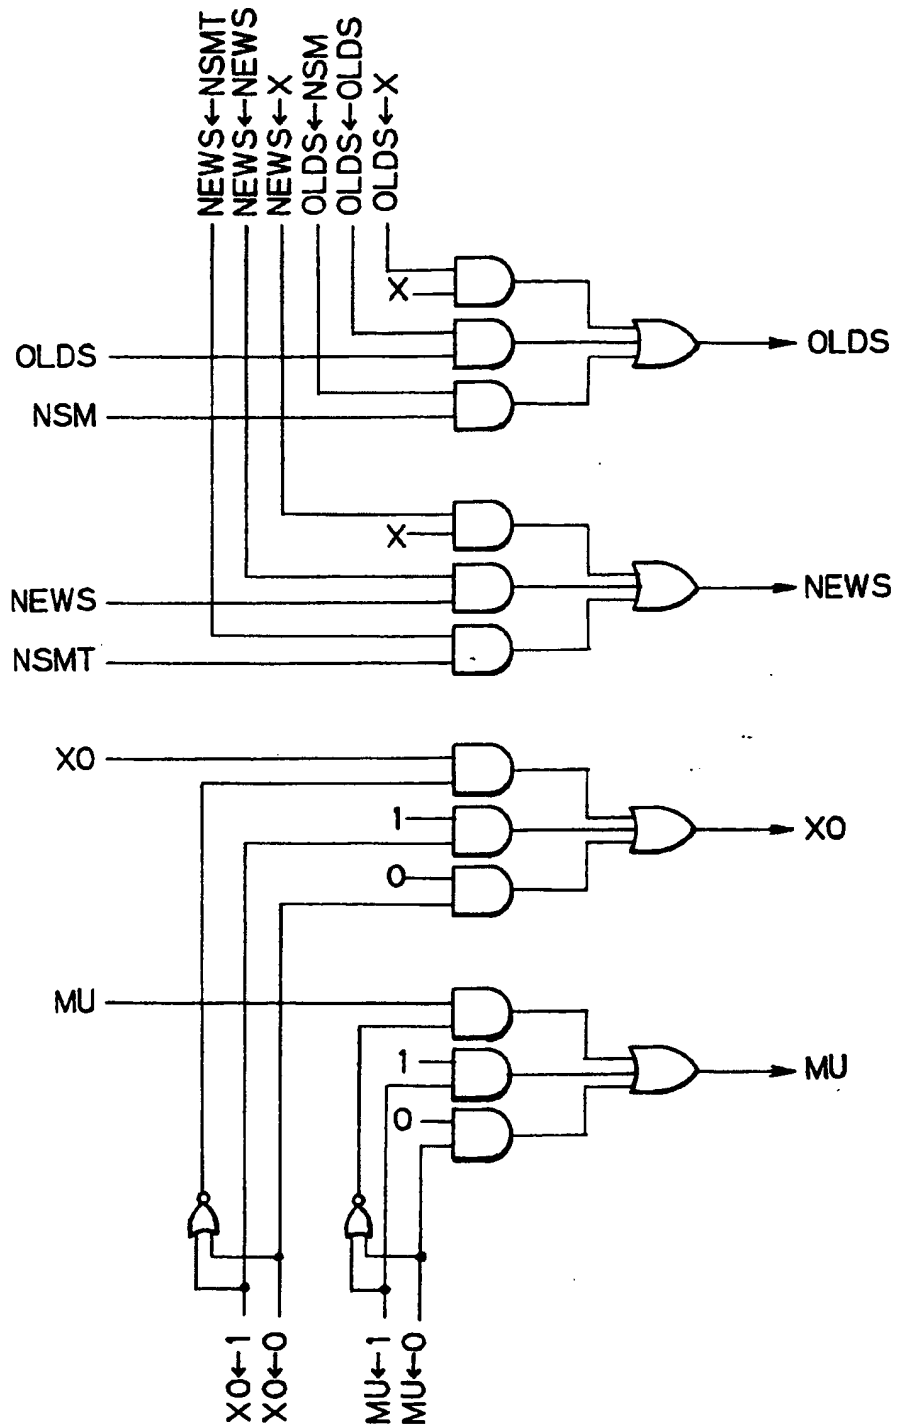 NEWS←NSMT
NEWS←NEWS
NEWS←X
OLDS←NSM
OLDS←OLDS
OLDS←X
X
OLDS
OLDS
NSM
X
NEWS
NEWS
NSMT
XO
1
XO
0
MU
1
MU
0
XO←1
XO←0
MU←1
MU←0